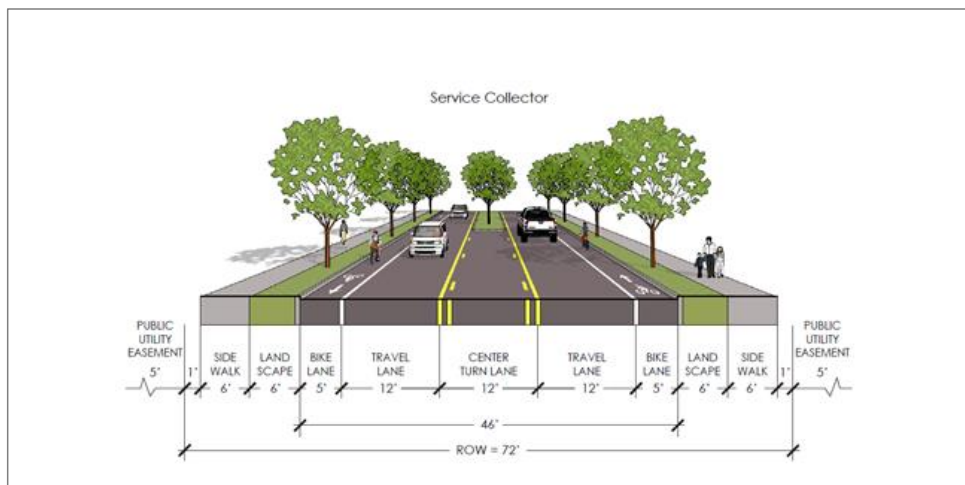 Service Collector
PUBLIC
UTILITY
EASEMENT
5'
1'
SIDE
WALK
6'
LAND
SCAPE
6'
BIKE
LANE
5'
TRAVEL
LANE
12'
CENTER
TURN LANE
12'
TRAVEL
LANE
12'
BIKE
LANE
5'
LAND
SCAPE
6'
SIDE
WALK
6'
1'
PUBLIC
UTILITY
EASEMENT
5'
46'
ROW = 72'